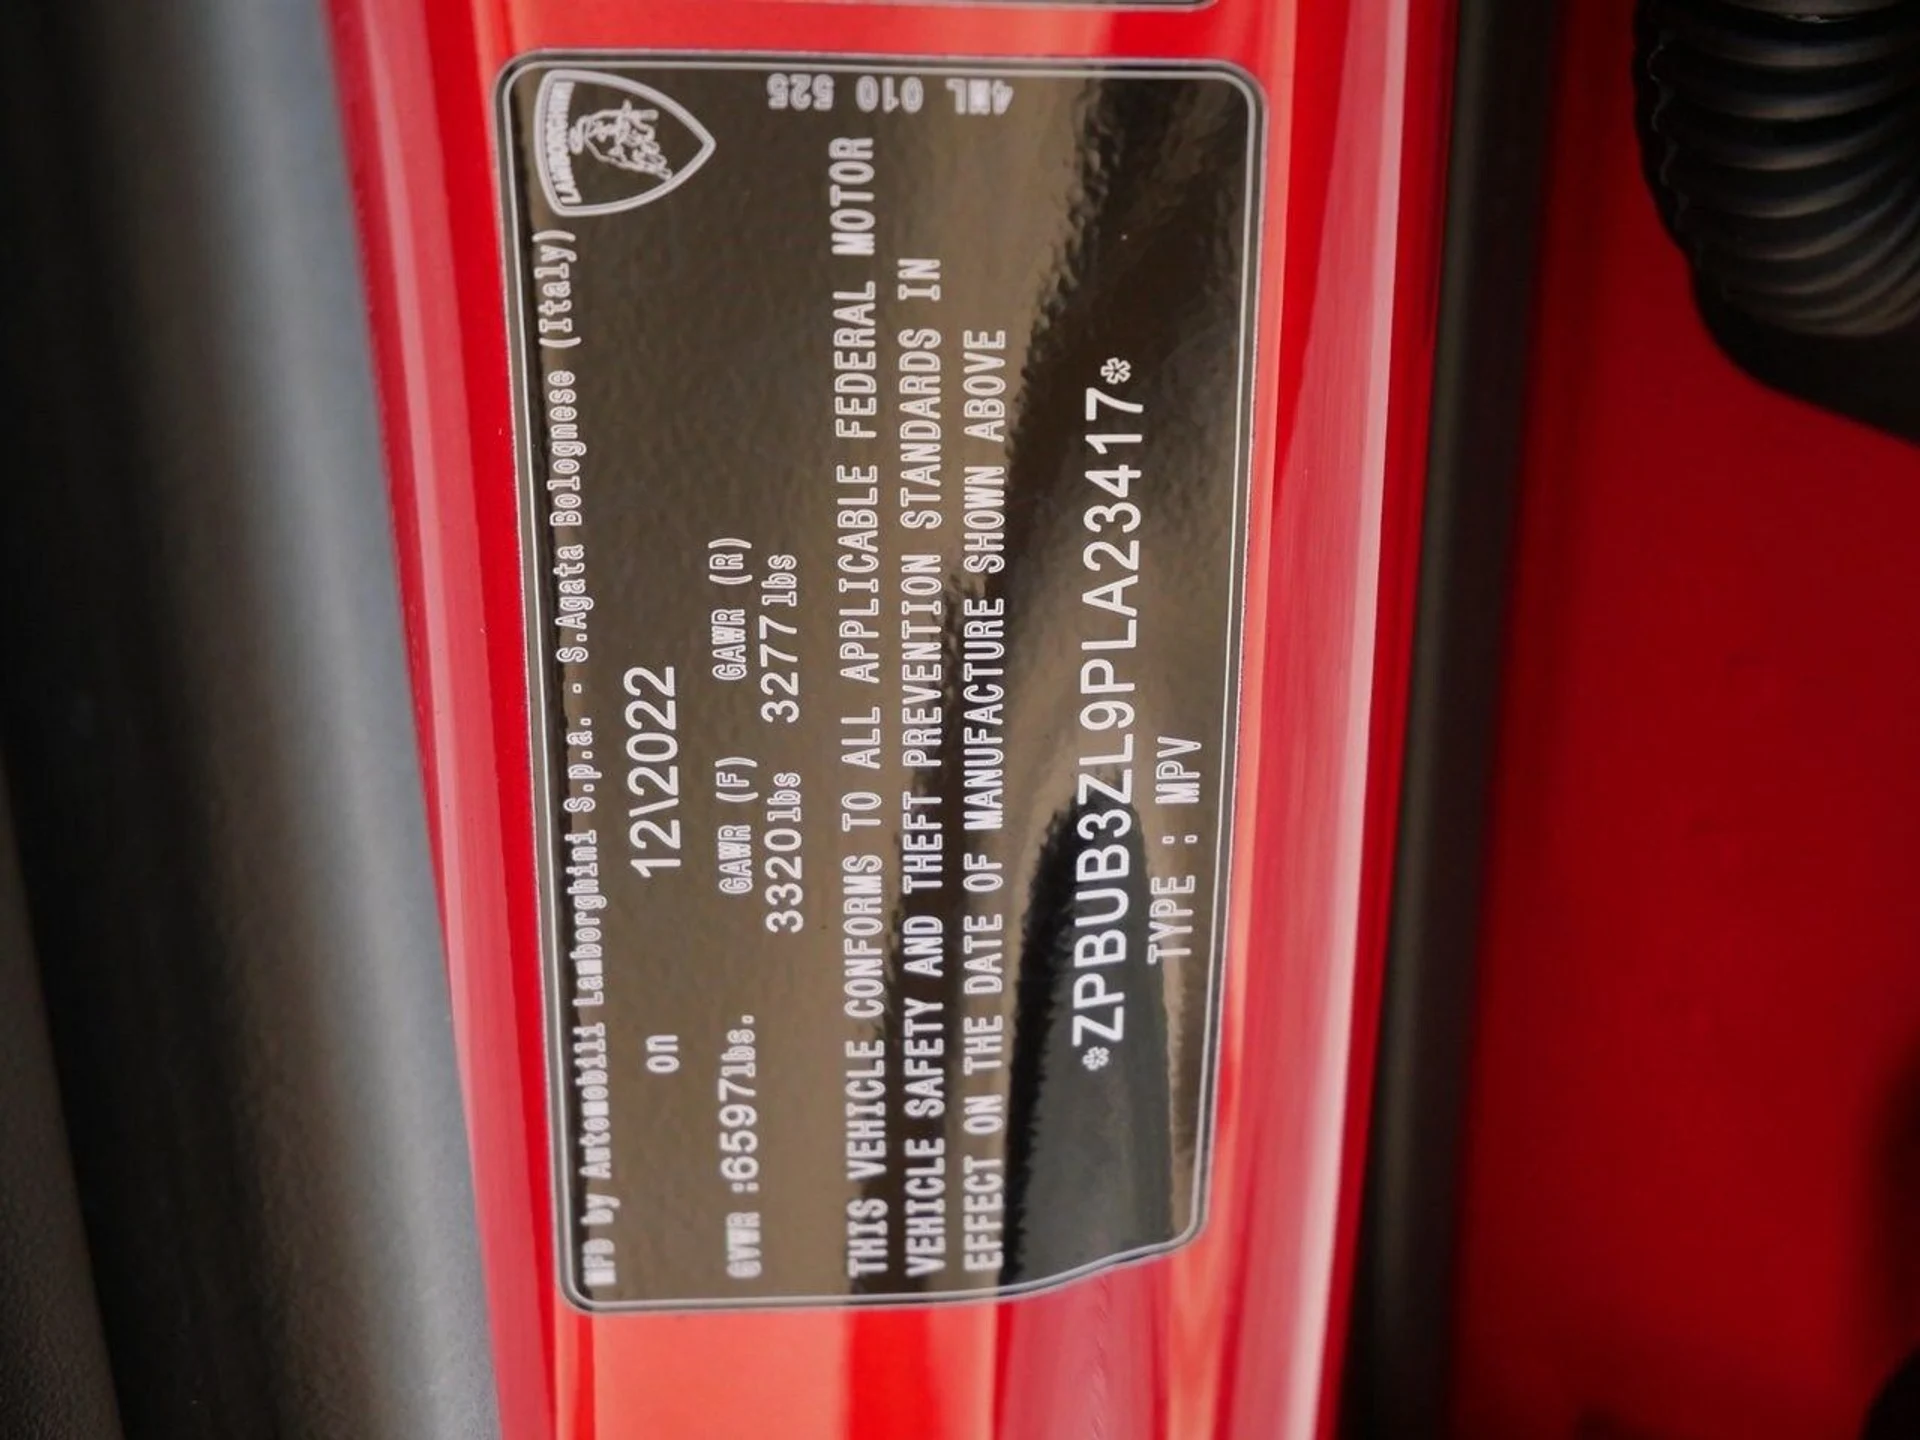 LAMBORGHINI
4ML 010 525
MFD by Automobili Lamborghini S.p.a. - S.Agata Bolognese (Italy)
on 12\2022
GVWR :6597lbs. GAWR (F) GAWR (R)
3320lbs 3277lbs
THIS VEHICLE CONFORMS TO ALL APPLICABLE FEDERAL MOTOR
VEHICLE SAFETY AND THEFT PREVENTION STANDARDS IN
EFFECT ON THE DATE OF MANUFACTURE SHOWN ABOVE
*ZPBUB3ZL9PLA23417*
TYPE : MPV